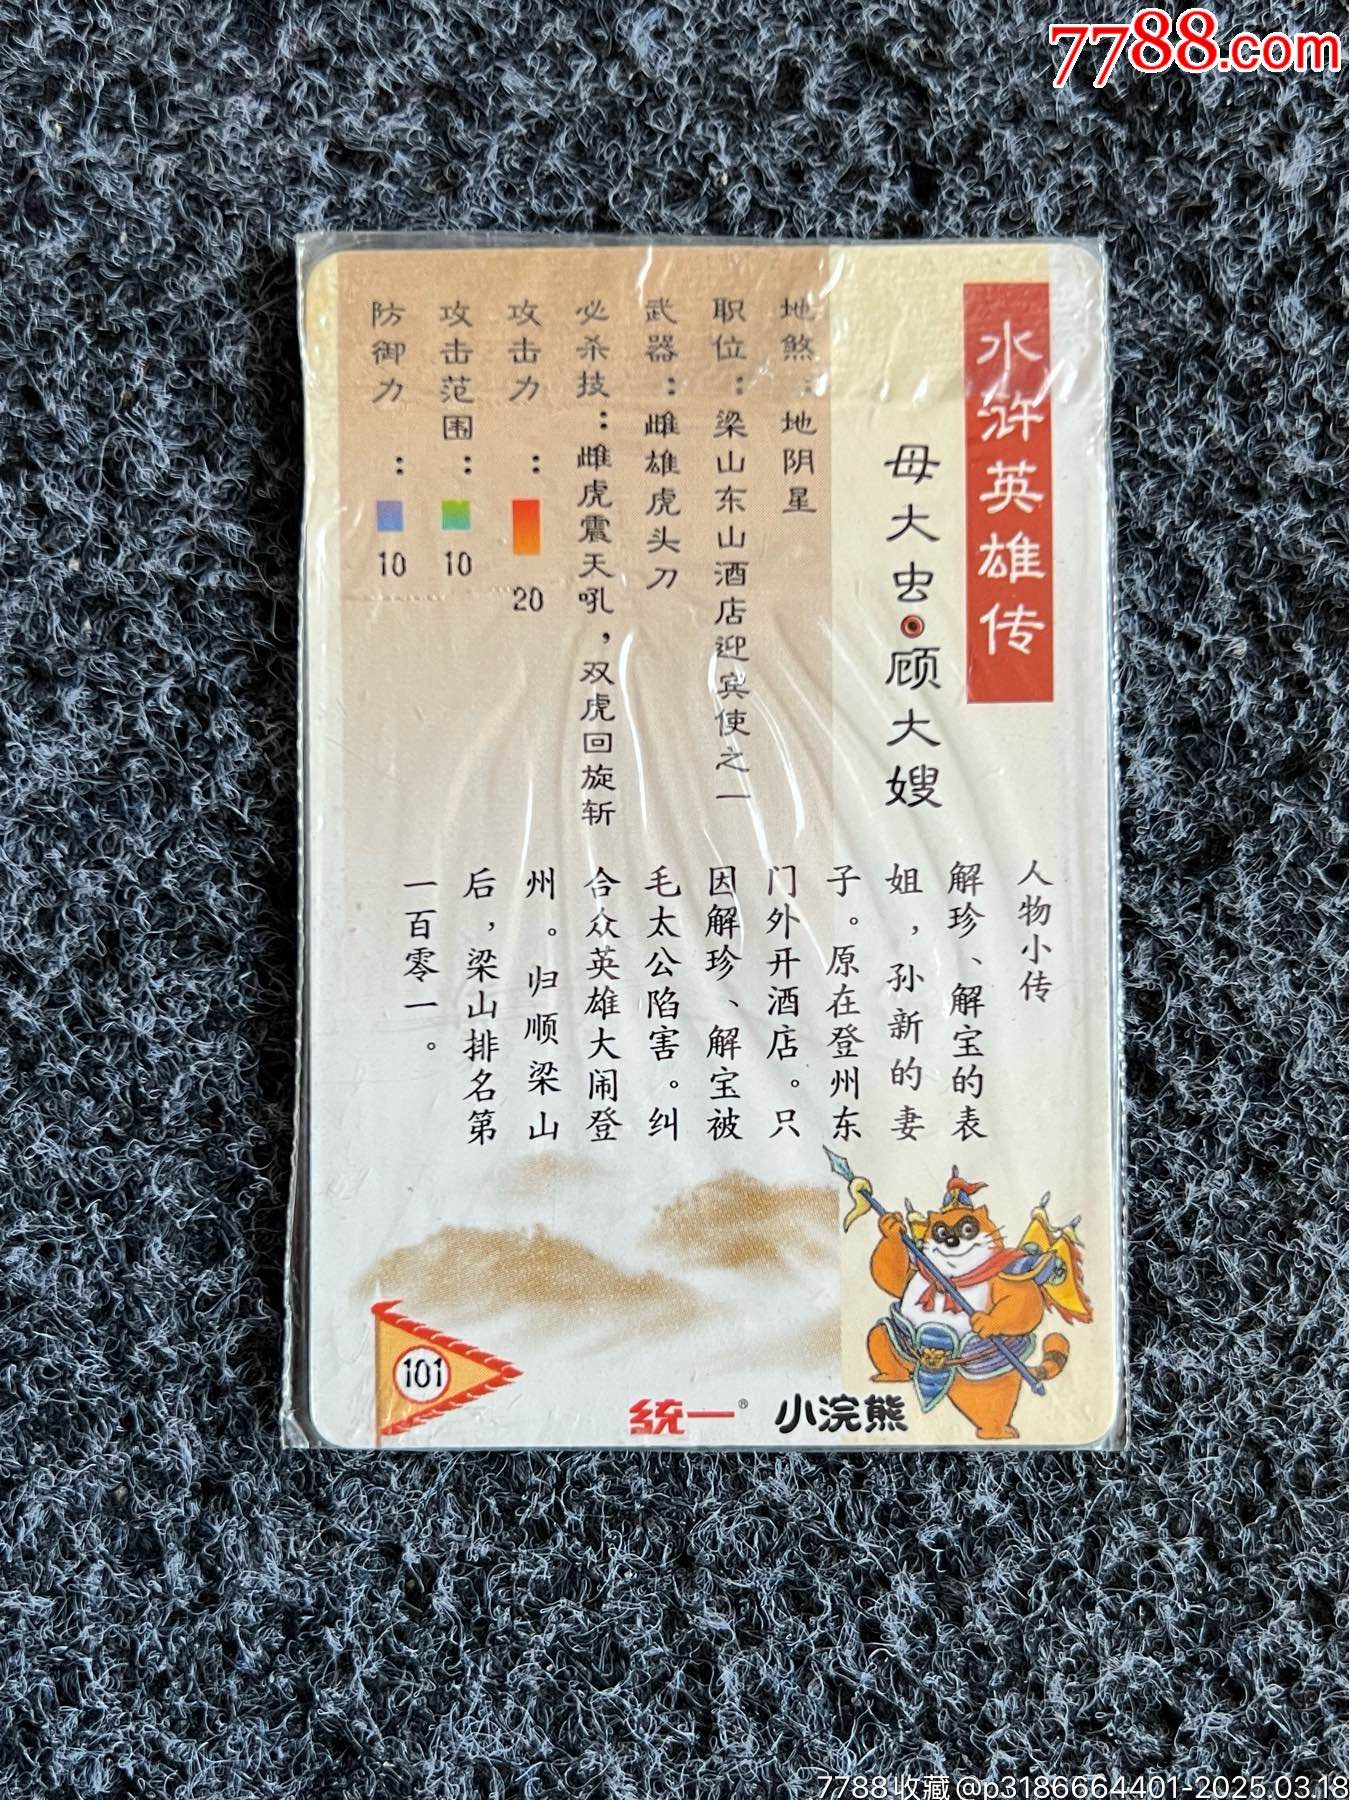 7788.com
水浒英雄传
母大虫顾大嫂
地煞：地阴星
职位：梁山东山酒店迎宾使之一
武器：雌雄虎头刀
必杀技：雌虎震天吼，双虎回旋斩
攻击力：20
攻击范围：10
防御力：10
人物小传
解珍、解宝的表
姐，孙新的妻
子。原在登州东
门外开酒店。只
因解珍、解宝被
毛太公陷害。纠
合众英雄大闹登
州。归顺梁山
后，梁山排名第
一百零一。
101
统一®
小浣熊
7788收藏@p3186664401-2025.03.18